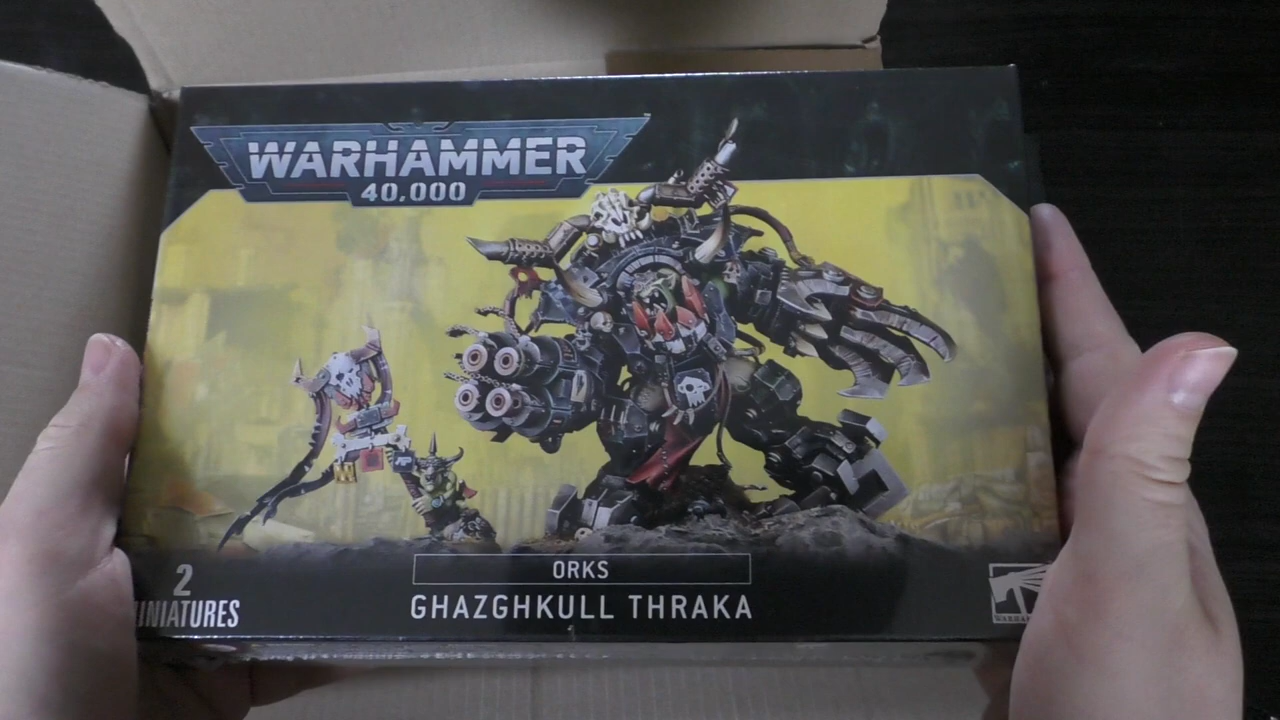 WARHAMMER
40,000
2
INIATURES
ORKS
GHAZGHKULL THRAKA